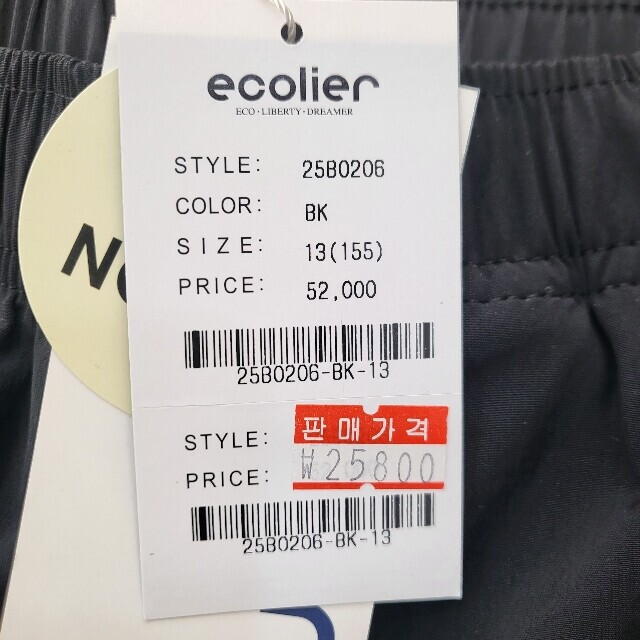 ecolier
ECO · LIBERTY · DREAMER
STYLE: 25B0206
COLOR: BK
SIZE: 13(155)
PRICE: 52,000
25B0206-BK-13
STYLE: 판매가격
PRICE: ₩25800
25B0206-BK-13